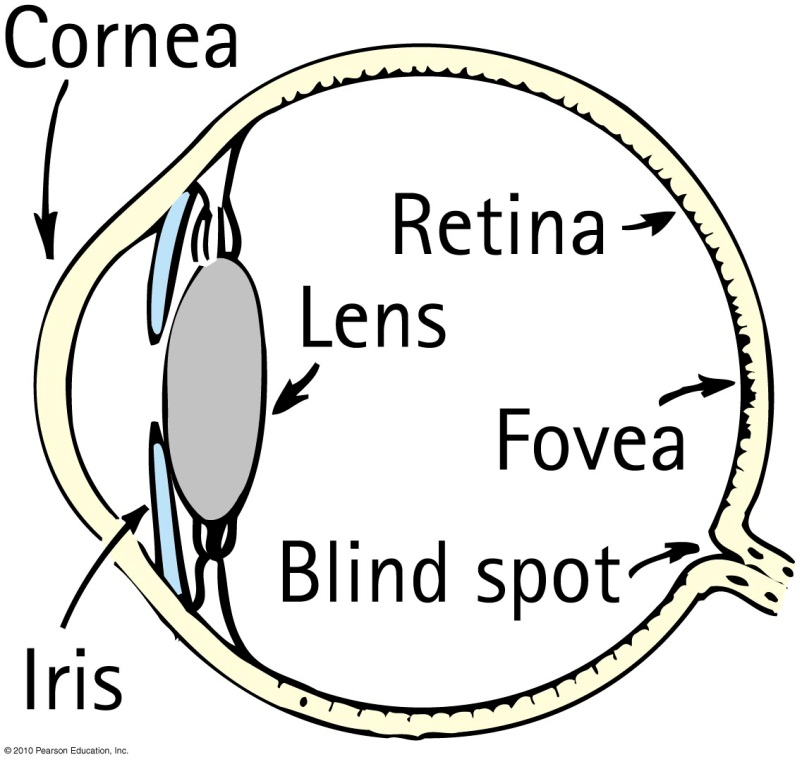 Cornea
Retina
Lens
Fovea
Blind spot
Iris
© 2010 Pearson Education, Inc.